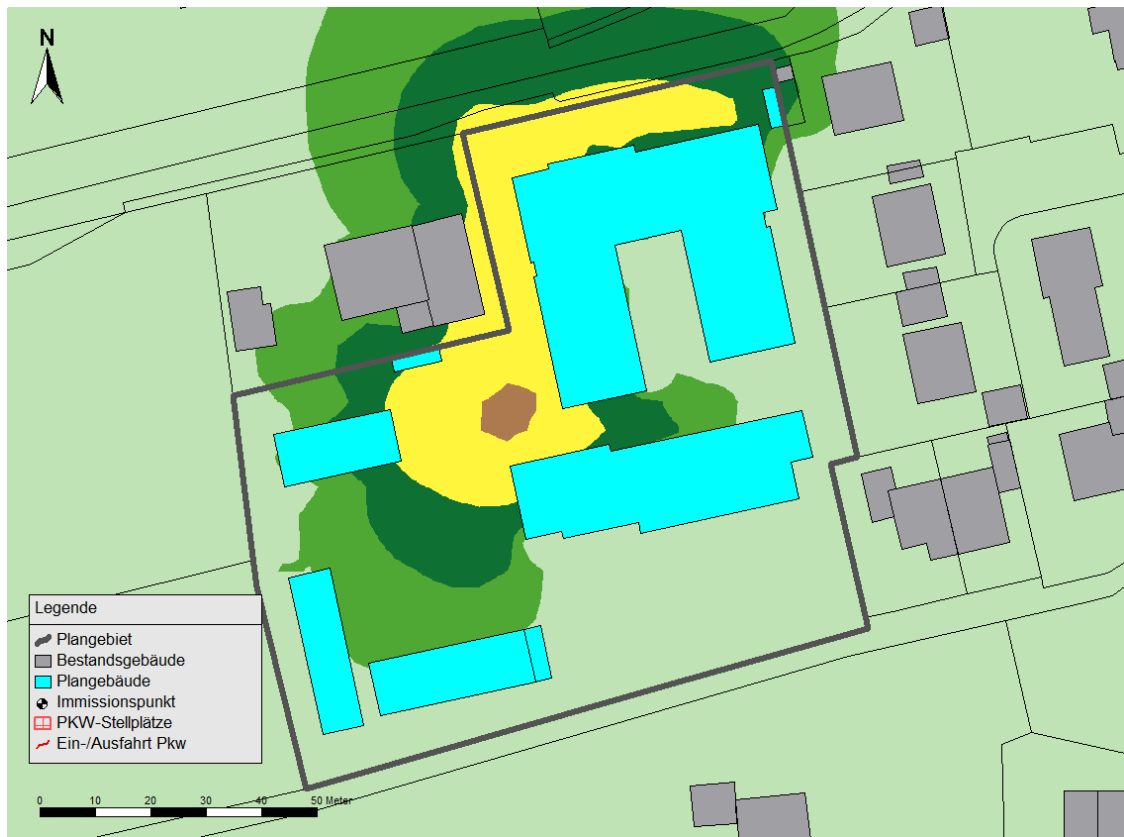 N
Legende
Plangebiet
Bestandsgebäude
Plangebäude
Immissionspunkt
PKW-Stellplätze
Ein-/Ausfahrt Pkw
0 10 20 30 40 50 Meter